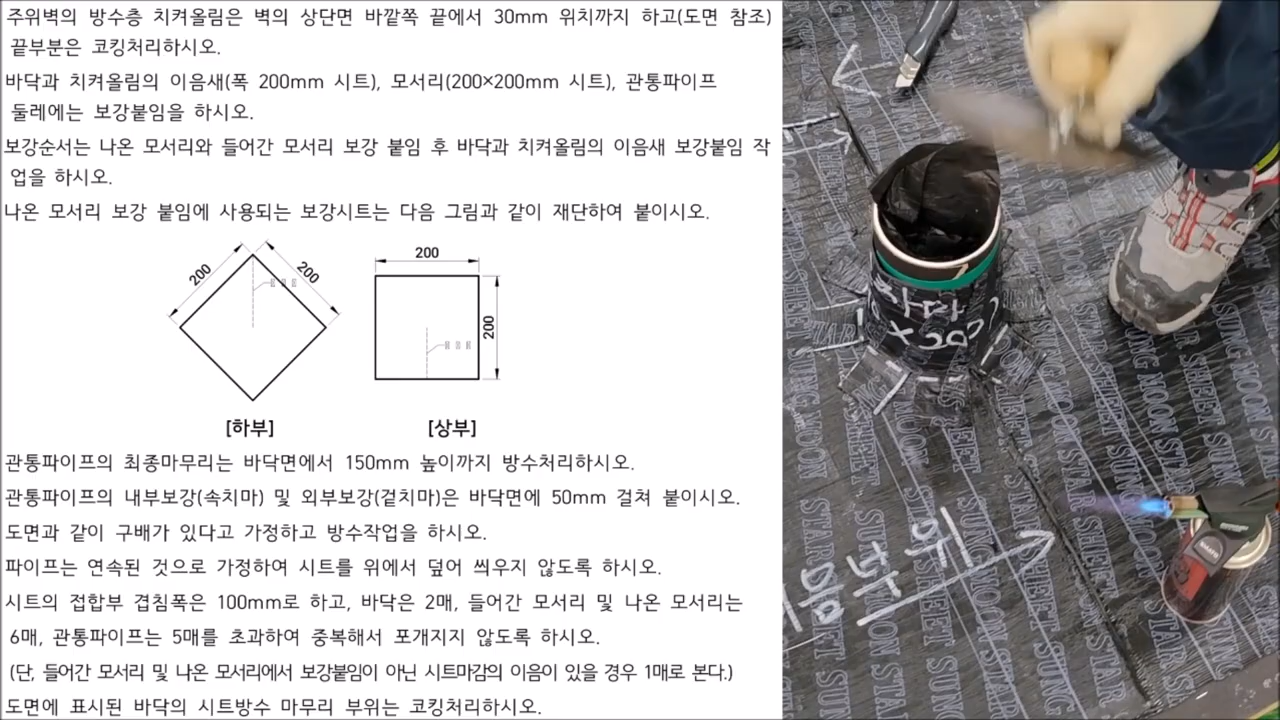 주위벽의 방수층 치켜올림은 벽의 상단면 바깥쪽 끝에서 30mm 위치까지 하고(도면 참조)
끝부분은 코킹처리하시오.
바닥과 치켜올림의 이음새(폭 200mm 시트), 모서리(200×200mm 시트), 관통파이프
둘레에는 보강붙임을 하시오.
보강순서는 나온 모서리와 들어간 모서리 보강 붙임 후 바닥과 치켜올림의 이음새 보강붙임 작
업을 하시오.
나온 모서리 보강 붙임에 사용되는 보강시트는 다음 그림과 같이 재단하여 붙이시오.
200
200
200
200
[하부]
[상부]
관통파이프의 최종마무리는 바닥면에서 150mm 높이까지 방수처리하시오.
관통파이프의 내부보강(속치마) 및 외부보강(겉치마)은 바닥면에 50mm 걸쳐 붙이시오.
도면과 같이 구배가 있다고 가정하고 방수작업을 하시오.
파이프는 연속된 것으로 가정하여 시트를 위에서 덮어 씌우지 않도록 하시오.
시트의 접합부 겹침폭은 100mm로 하고, 바닥은 2매, 들어간 모서리 및 나온 모서리는
6매, 관통파이프는 5매를 초과하여 중복해서 포개지지 않도록 하시오.
(단, 들어간 모서리 및 나온 모서리에서 보강붙임이 아닌 시트마감의 이음이 있을 경우 1매로 본다.)
도면에 표시된 바닥의 시트방수 마무리 부위는 코킹처리하시오.
SUNG NOON
STAR SHEET
SUNG NOON
STAR SHEET